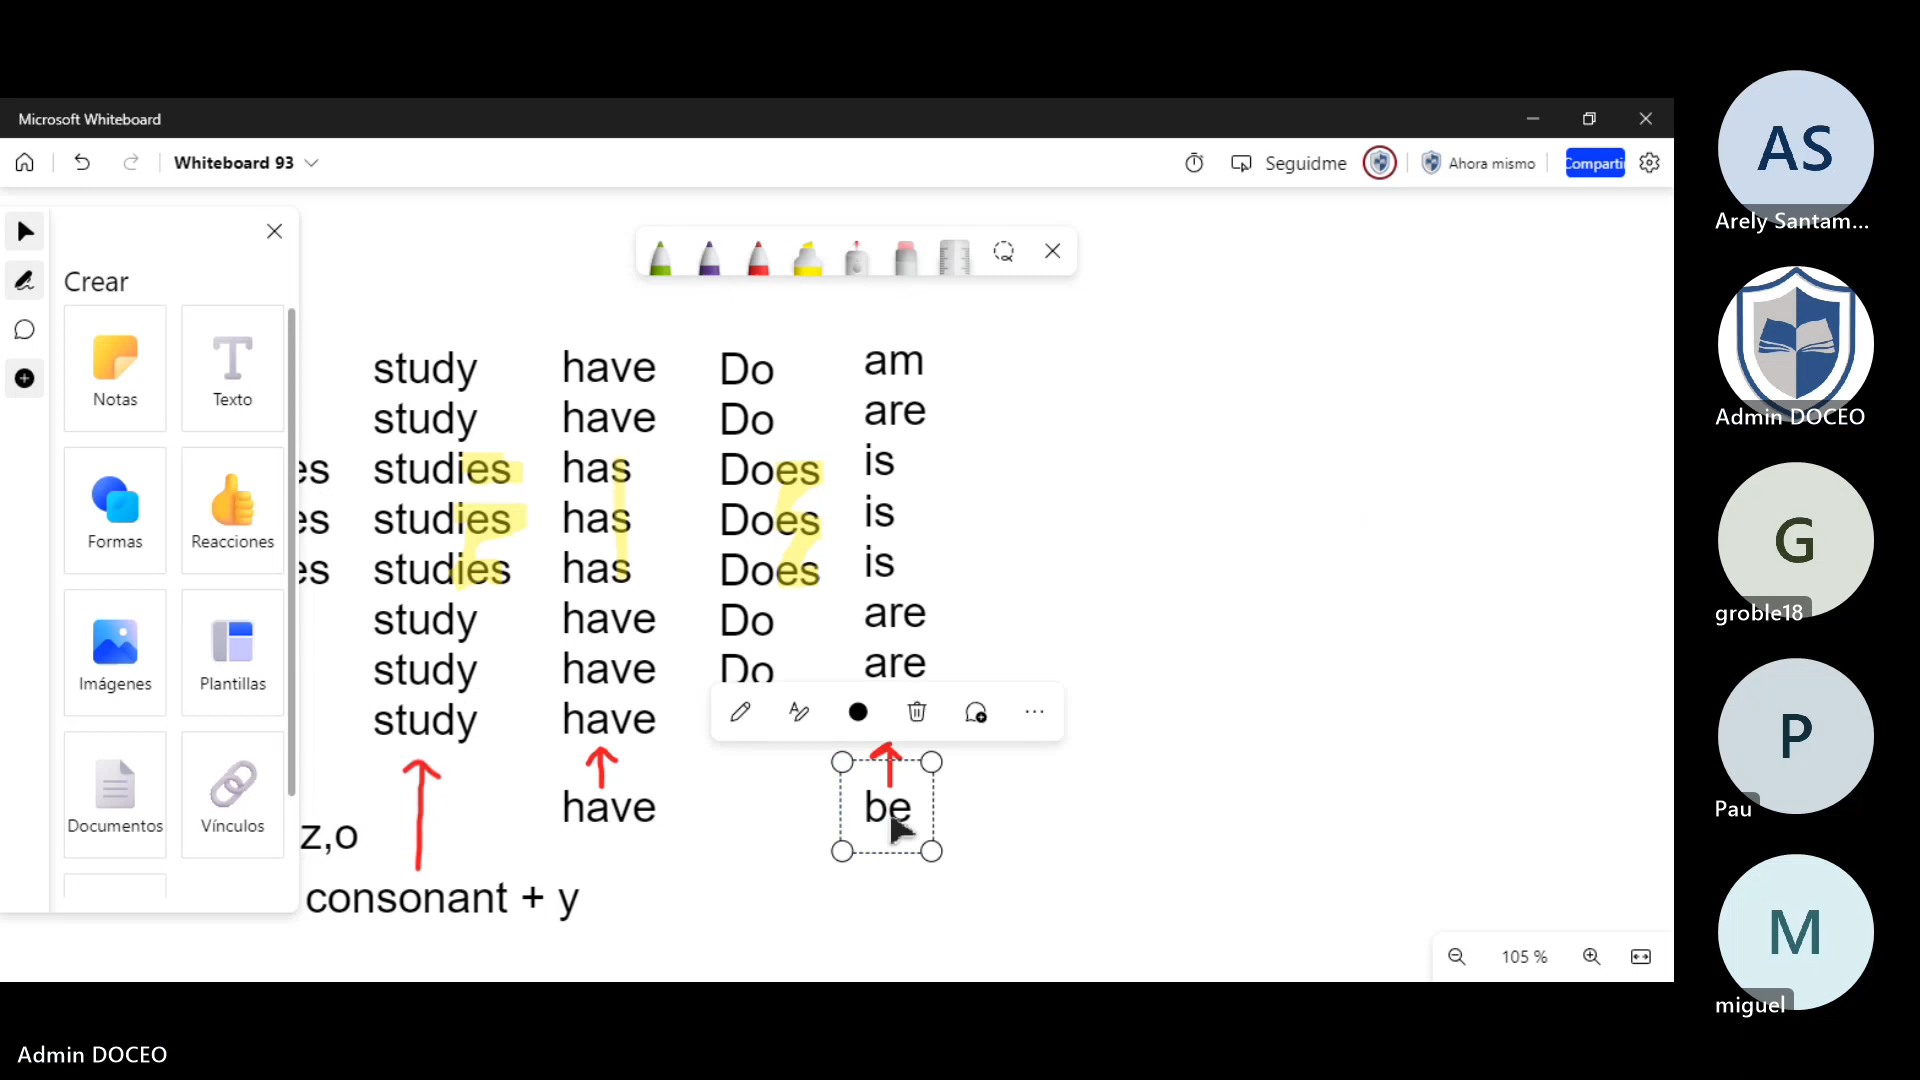 Microsoft Whiteboard
Whiteboard 93
Seguidme
Ahora mismo
Comparti
Crear
Notas
Texto
Formas
Reacciones
Imágenes
Plantillas
Documentos
Vínculos
study have Do am
study have Do are
es studies has Does is
es studies has Does is
es studies has Does is
study have Do are
study have Do are
study have
have be
z,o
consonant + y
105 %
AS
Arely Santam...
Admin DOCEO
G
groble18
P
Pau
M
miguel
Admin DOCEO